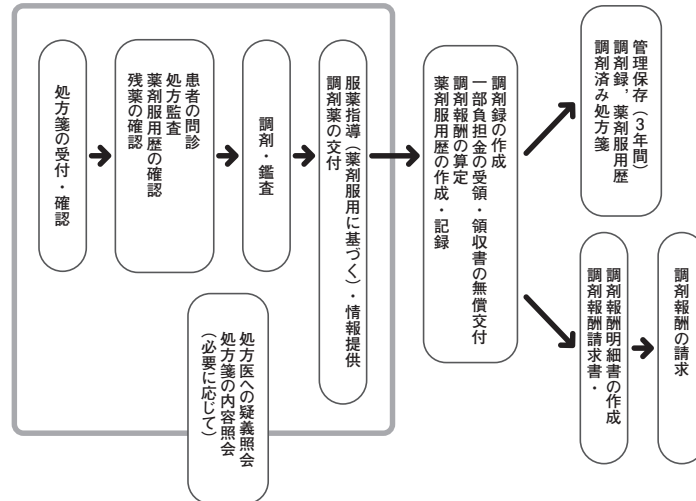 処方箋の受付・確認
患者の問診
処方監査
薬剤服用歴の確認
残薬の確認
調剤・鑑査
服薬指導（薬剤服用に基づく）・情報提供
調剤薬の交付
処方医への疑義照会
処方箋の内容照会
（必要に応じて）
調剤録の作成
一部負担金の受領・領収書の無償交付
調剤報酬の算定
薬剤服用歴の作成・記録
管理保存（3年間）
調剤録，薬剤服用歴
調剤済み処方箋
調剤報酬明細書の作成
調剤報酬請求書・
調剤報酬の請求